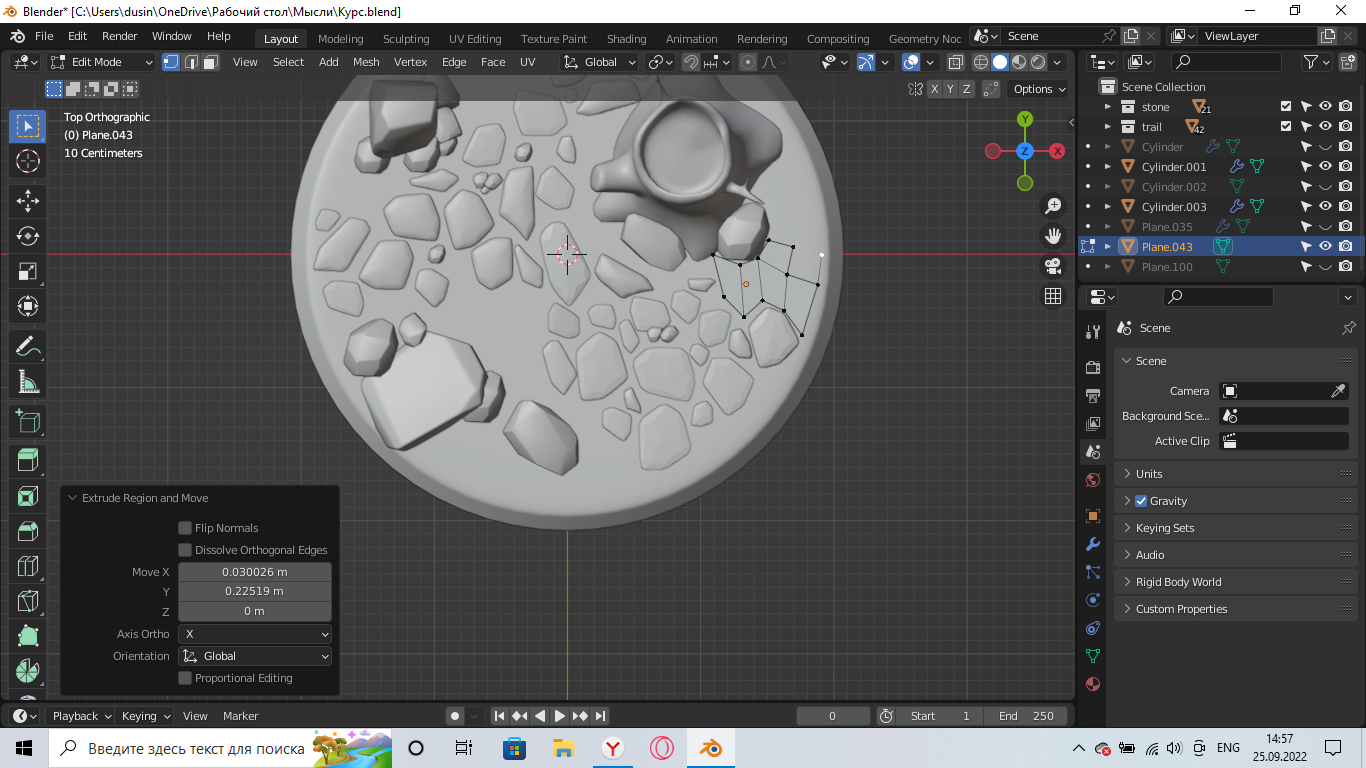 Blender* [C:\Users\dusin\OneDrive\Рабочий стол\Мысли\Курс.blend]
File Edit Render Window Help Layout Modeling Sculpting UV Editing Texture Paint Shading Animation Rendering Compositing Geometry Noc Scene ViewLayer
Edit Mode View Select Add Mesh Vertex Edge Face UV Global
X Y Z Options
Top Orthographic
(0) Plane.043
10 Centimeters
Y
Z
X
Scene Collection
stone 21
trail 42
Cylinder
Cylinder.001
Cylinder.002
Cylinder.003
Plane.035
Plane.043
Plane.100
Scene
Scene
Camera
Background Sce...
Active Clip
Units
Gravity
Keying Sets
Audio
Rigid Body World
Custom Properties
Extrude Region and Move
Flip Normals
Dissolve Orthogonal Edges
Move X 0.030026 m
Y 0.22519 m
Z 0 m
Axis Ortho X
Orientation Global
Proportional Editing
Playback Keying View Marker 0 Start 1 End 250
Введите здесь текст для поиска
ENG
14:57
25.09.2022